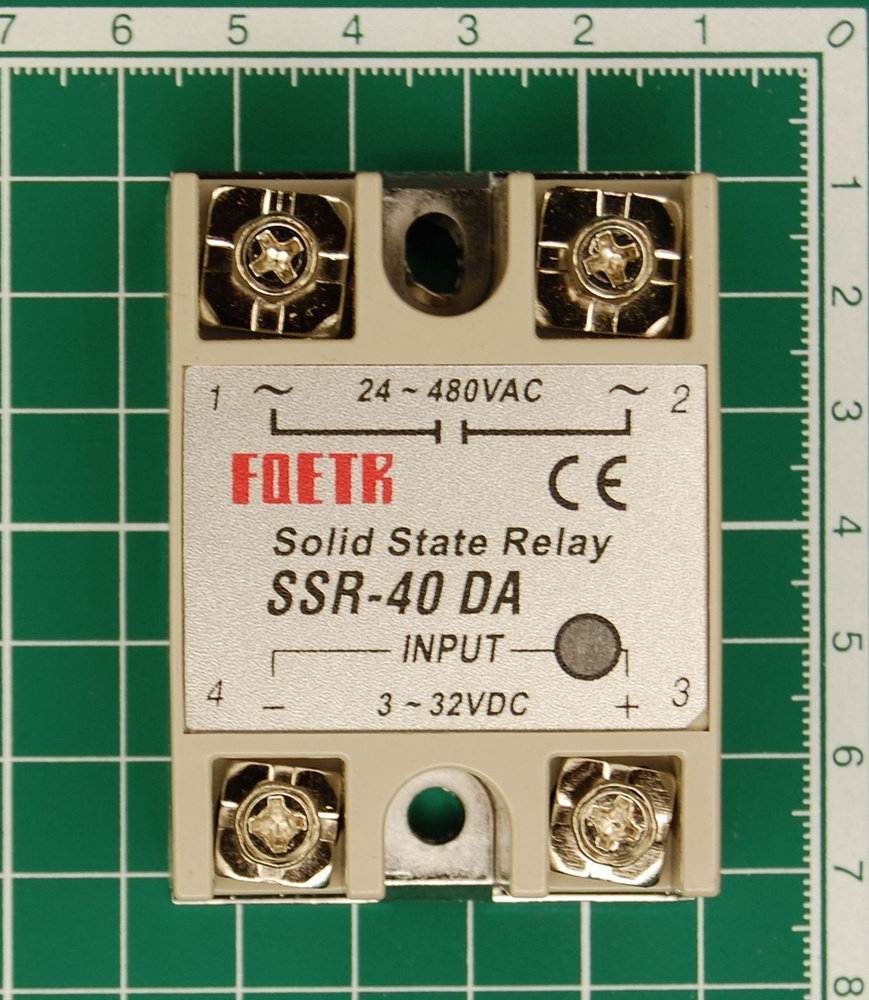 7 6 5 4 3 2 1 0
1
2
1 ~ 24 ~ 480VAC ~ 2
3
FQETR CE
4
Solid State Relay
SSR-40 DA
INPUT
5
4 − 3 ~ 32VDC + 3
6
7
8